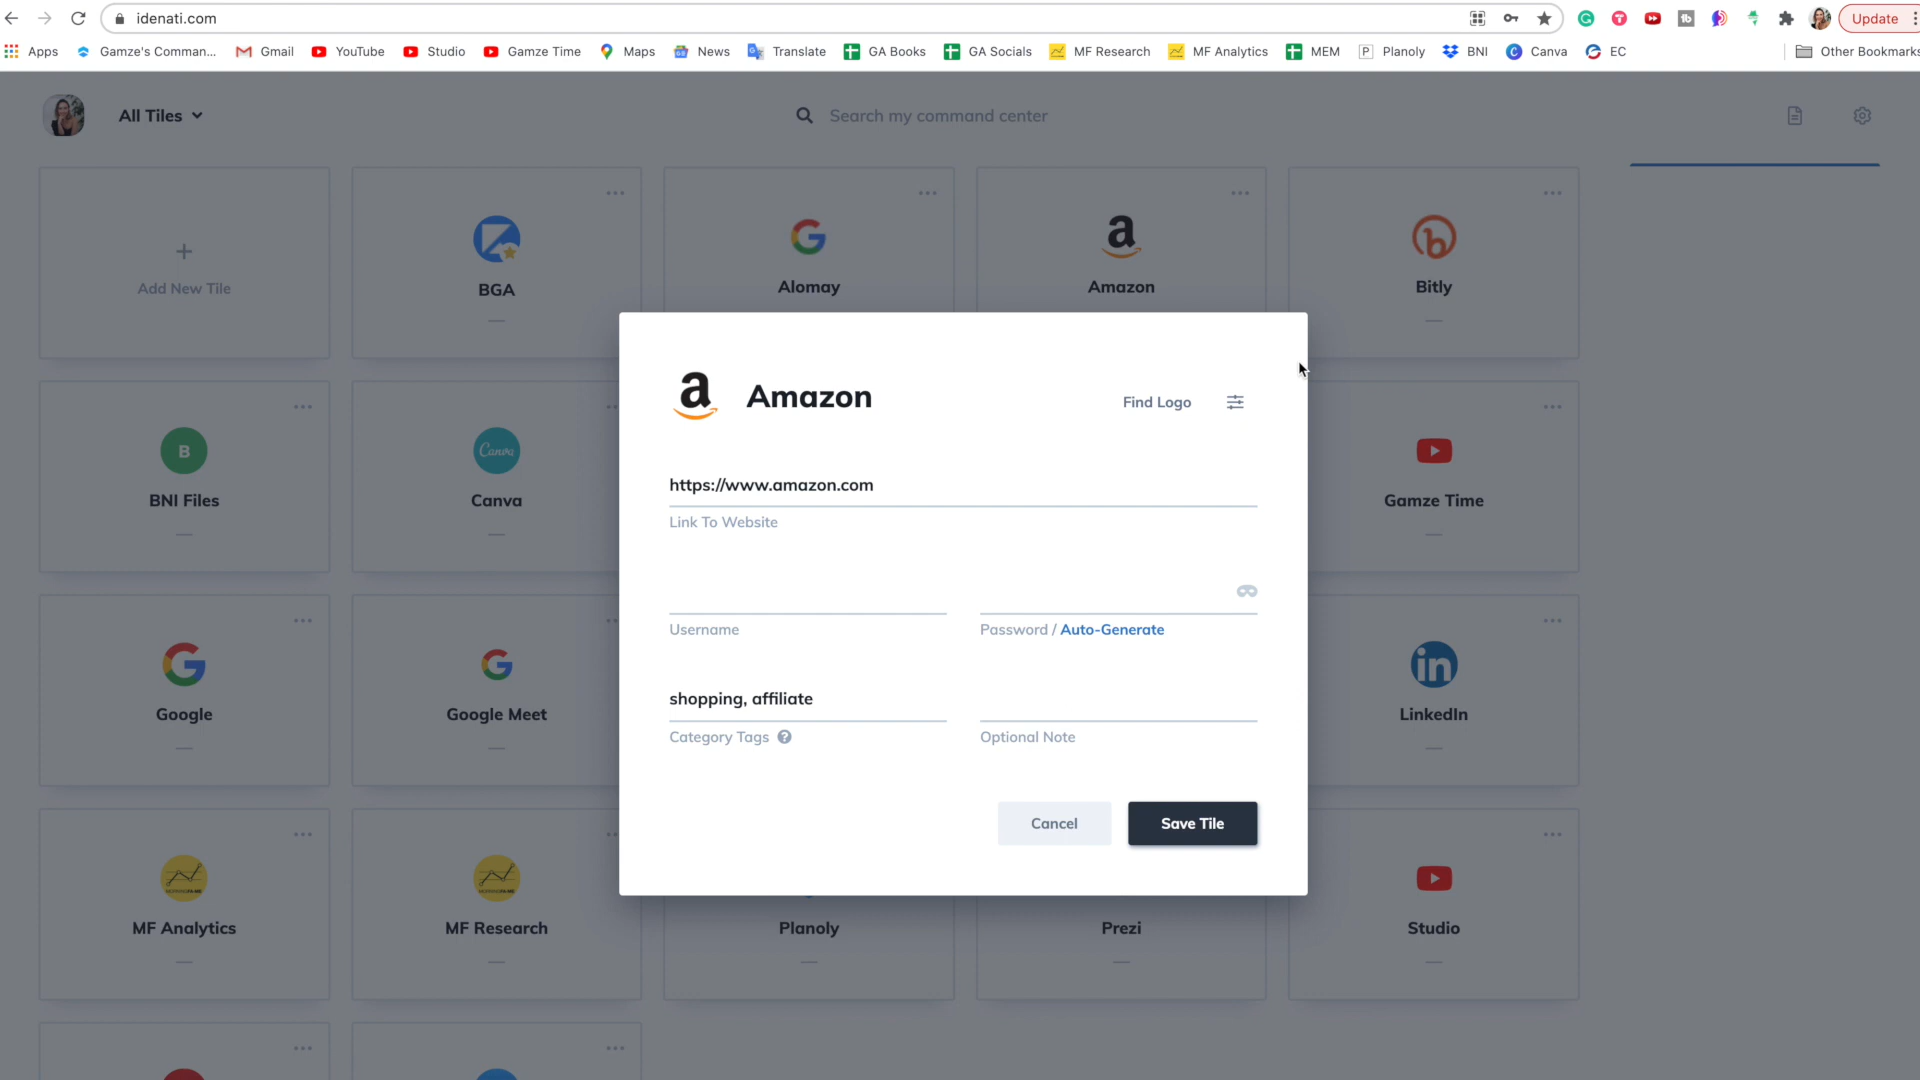 idenati.com
Update
Apps
Gamze's Comman...
Gmail
YouTube
Studio
Gamze Time
Maps
News
Translate
GA Books
GA Socials
MF Research
MF Analytics
MEM
Planoly
BNI
Canva
EC
Other Bookmarks
All Tiles
Search my command center
Add New Tile
BGA
Alomay
Amazon
Bitly
Amazon
Find Logo
https://www.amazon.com
Link To Website
Username
Password / Auto-Generate
shopping, affiliate
Category Tags
Optional Note
Cancel
Save Tile
B
BNI Files
Canva
Canva
Gamze Time
Google
Google Meet
LinkedIn
MF Analytics
MF Research
Planoly
Prezi
Studio